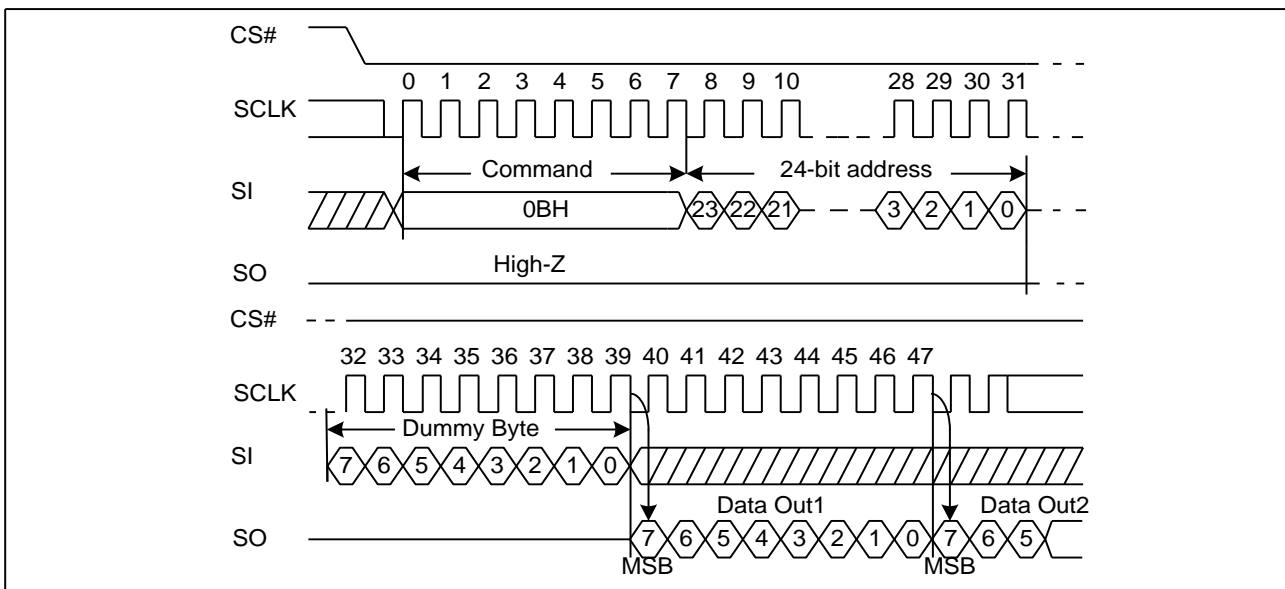 CS#
0 1 2 3 4 5 6 7 8 9 10 28 29 30 31
SCLK
Command 24-bit address
SI
0BH 23 22 21 3 2 1 0
High-Z
SO
CS#
32 33 34 35 36 37 38 39 40 41 42 43 44 45 46 47
SCLK
Dummy Byte
SI
7 6 5 4 3 2 1 0
Data Out1 Data Out2
SO
7 6 5 4 3 2 1 0 7 6 5
MSB MSB